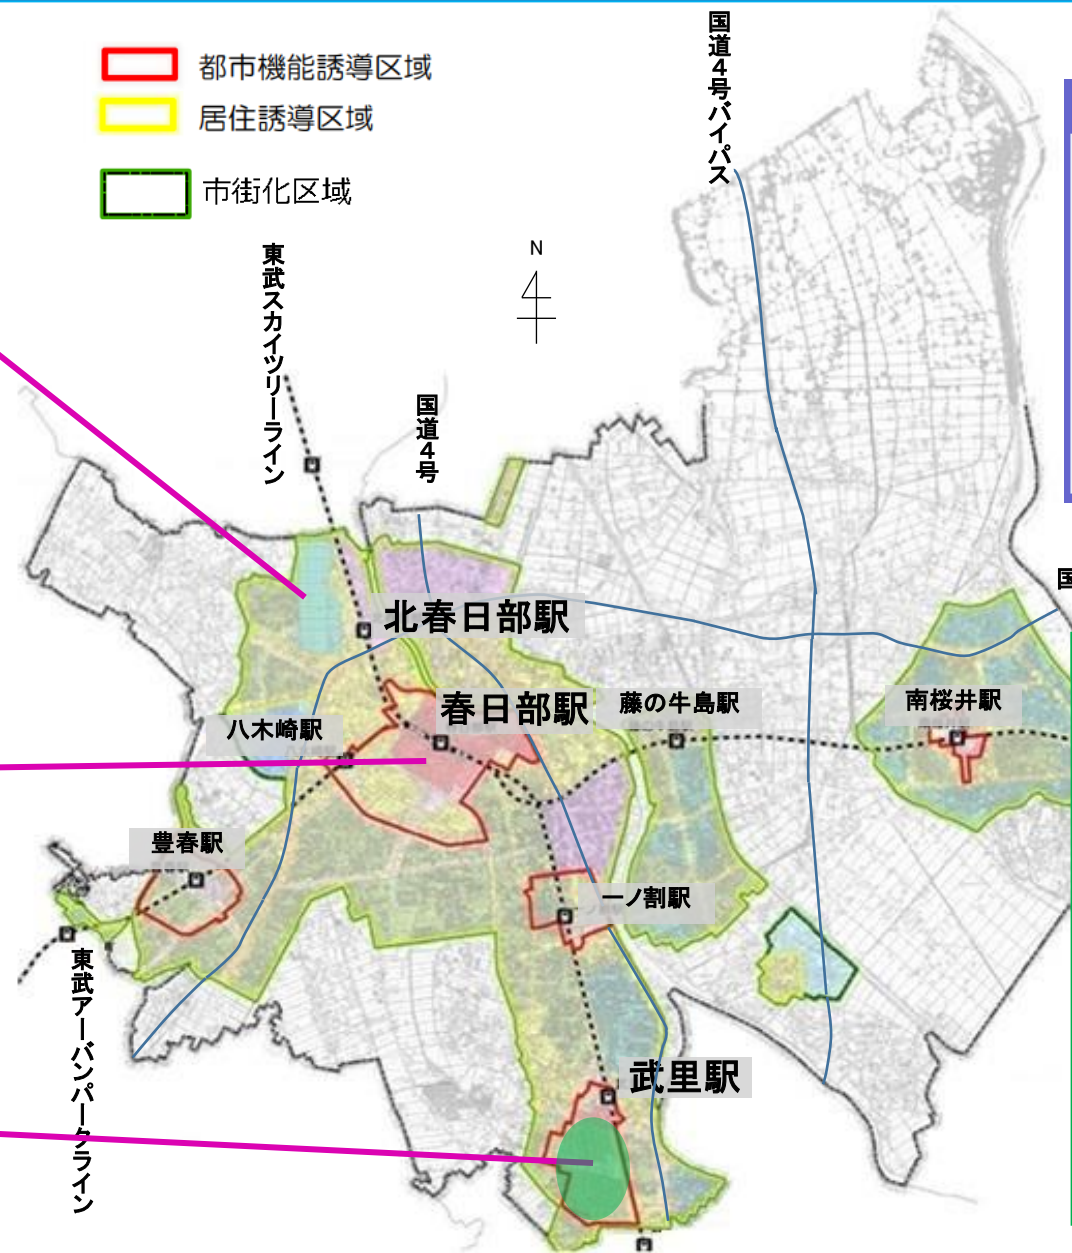 都市機能誘導区域
居住誘導区域
市街化区域
国道4号バイパス
N
東武スカイツリーライン
国道4号
国
北春日部駅
春日部駅
藤の牛島駅
南桜井駅
八木崎駅
豊春駅
一ノ割駅
東武アーバンパークライン
武里駅